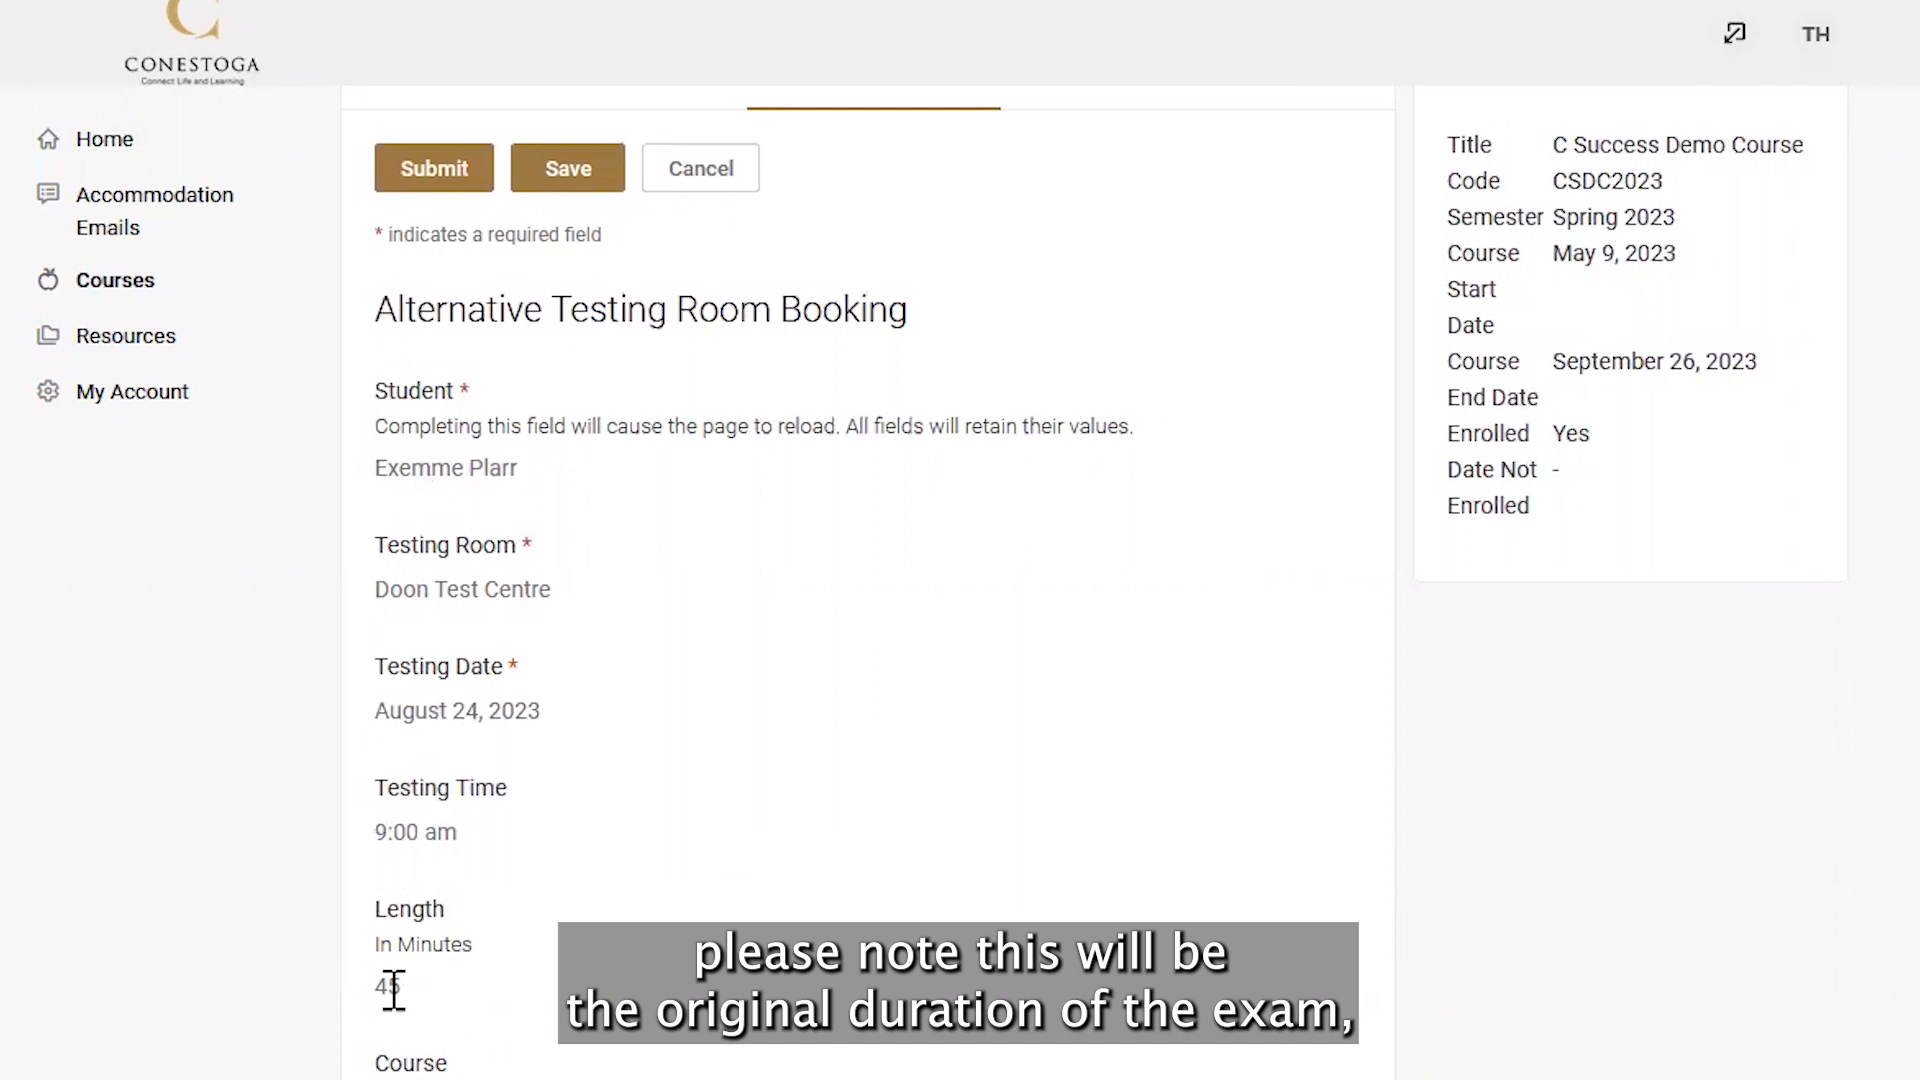 CONESTOGA
Connect Life and Learning
TH
Home
Accommodation
Emails
Courses
Resources
My Account
Submit
Save
Cancel
* indicates a required field
Alternative Testing Room Booking
Student *
Completing this field will cause the page to reload. All fields will retain their values.
Exemme Plarr
Testing Room *
Doon Test Centre
Testing Date *
August 24, 2023
Testing Time
9:00 am
Length
In Minutes
45
Course
Title C Success Demo Course
Code CSDC2023
Semester Spring 2023
Course May 9, 2023
Start
Date
Course September 26, 2023
End Date
Enrolled Yes
Date Not -
Enrolled
please note this will be
the original duration of the exam,